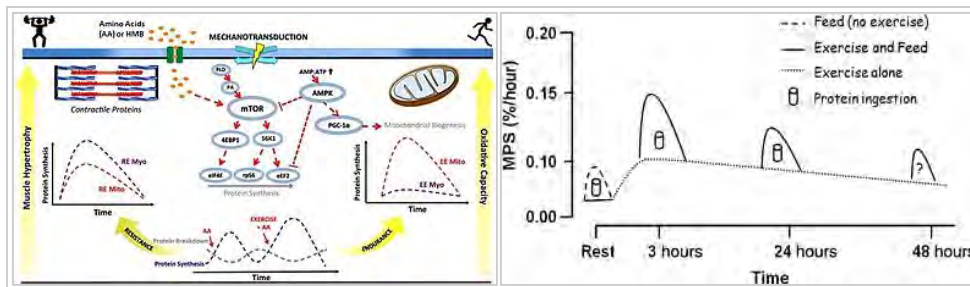 Amino Acids
(AA) or HMB
MECHANOTRANSDUCTION
Contractile Proteins
PLD
PA
mTOR
AMP:ATP ↑
AMPK
PGC-1α
Mitochondrial Biogenesis
4EBP1
S6K1
eIF4E
rpS6
eEF2
Protein Synthesis
Muscle Hypertrophy
Oxidative Capacity
Protein Synthesis
RE Myo
RE Mito
Time
Protein Synthesis
EE Mito
EE Myo
Time
RESISTANCE
ENDURANCE
Protein Breakdown
Protein Synthesis
AA
EXERCISE
+ AA
Time
MPS (%/hour)
0.15
0.10
0.00
Feed (no exercise)
Exercise and Feed
Exercise alone
Protein ingestion
?
Rest
3 hours
24 hours
48 hours
Time